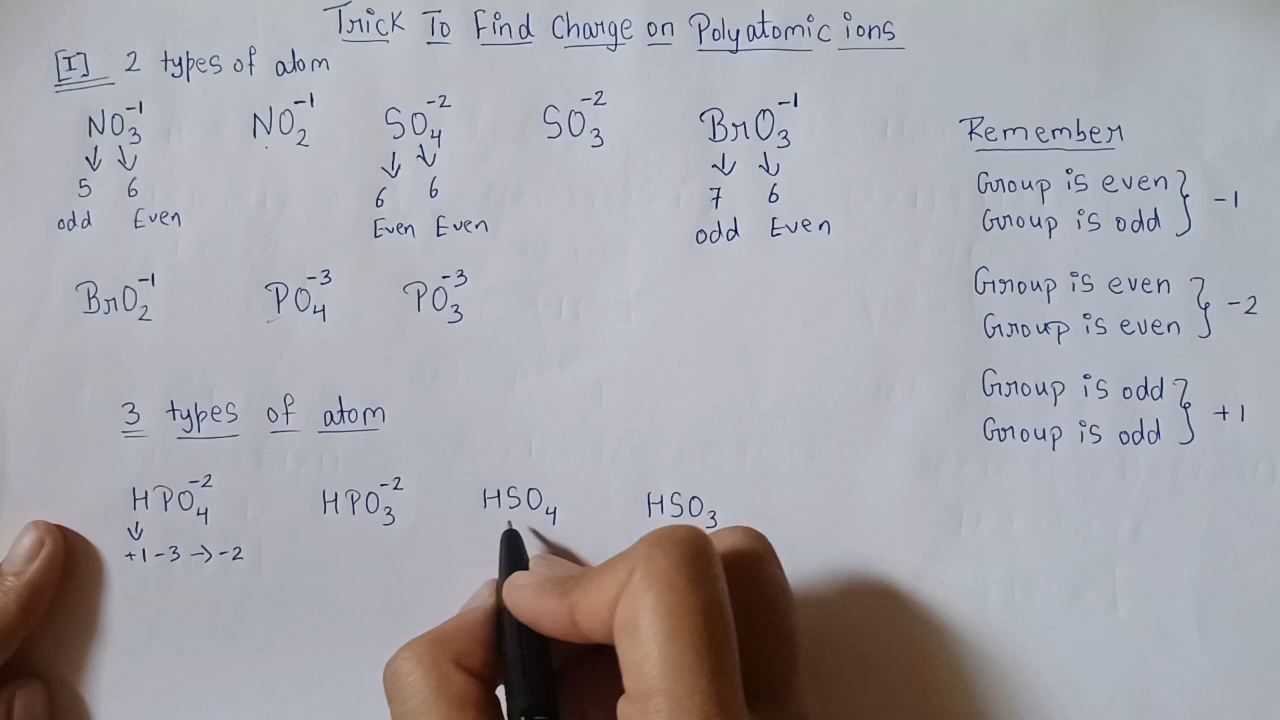 Trick To Find Charge on Polyatomic ions
[I] 2 types of atom
NO₃⁻¹ NO₂⁻¹ SO₄⁻² SO₃⁻² BrO₃⁻¹
↓ ↓ ↓ ↓ ↓ ↓
5 6 6 6 7 6
odd Even Even Even odd Even
BrO₂⁻¹ PO₄⁻³ PO₃⁻³
Remember
Group is even
Group is odd } -1
Group is even
Group is even } -2
Group is odd
Group is odd } +1
3 types of atom
HPO₄⁻² HPO₃⁻² HSO₄ HSO₃
↓
+1 -3 → -2